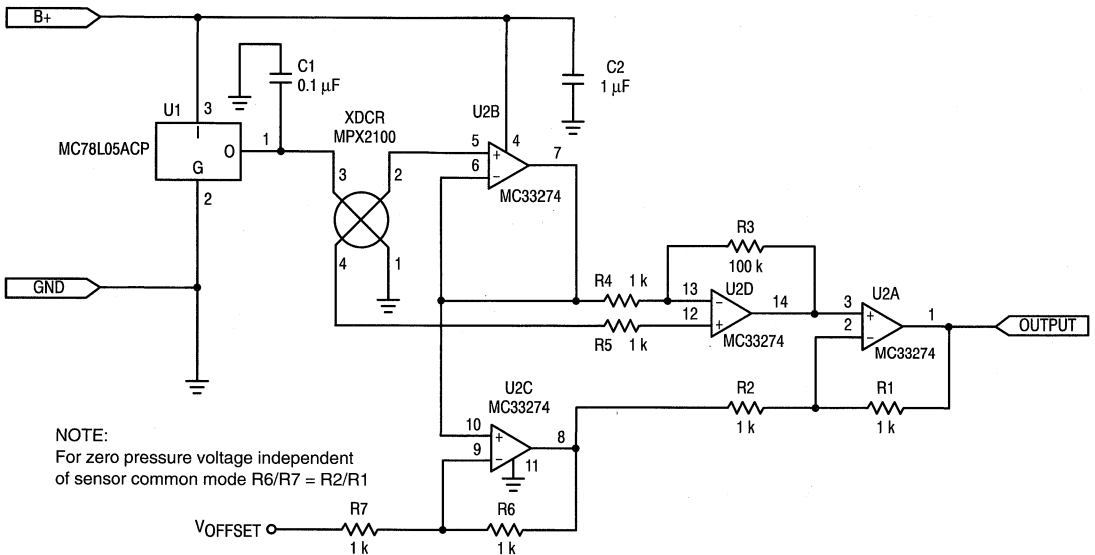 B+
C1
0.1 µF
C2
1 µF
U1
3
I
MC78L05ACP
O
1
G
2
XDCR
MPX2100
3
2
4
1
U2B
5
+
4
6
−
7
MC33274
GND
R3
100 k
R4
1 k
13
−
U2D
14
12
+
MC33274
R5
1 k
U2A
3
+
1
2
−
MC33274
OUTPUT
U2C
MC33274
10
+
8
9
−
11
R2
1 k
R1
1 k
NOTE:
For zero pressure voltage independent
of sensor common mode R6/R7 = R2/R1
VOFFSET
R7
1 k
R6
1 k